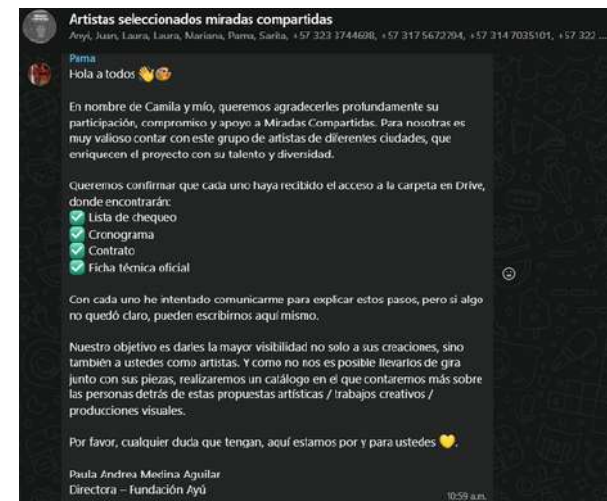 Artistas seleccionados miradas compartidas
Anyi, Juan, Laura, Laura, Mariana, Pama, Sarita, +57 323 3744698, +57 317 5672794, +57 314 7035101, +57 322 ...
Pama
Hola a todos 👋🤗
En nombre de Camila y mío, queremos agradecerles profundamente su
participación, compromiso y apoyo a Miradas Compartidas. Para nosotras es
muy valioso contar con este grupo de artistas de diferentes ciudades, que
enriquecen el proyecto con su talento y diversidad.
Queremos confirmar que cada uno haya recibido el acceso a la carpeta en Drive,
donde encontrarán:
✅ Lista de chequeo
✅ Cronograma
✅ Contrato
✅ Ficha técnica oficial
Con cada uno he intentado comunicarme para explicar estos pasos, pero si algo
no quedó claro, pueden escribirnos aquí mismo.
Nuestro objetivo es darles la mayor visibilidad no solo a sus creaciones, sino
también a ustedes como artistas. Y como no nos es posible llevarlos de gira
junto con sus piezas, realizaremos un catálogo en el que contaremos más sobre
las personas detrás de estas propuestas artísticas / trabajos creativos /
producciones visuales.
Por favor, cualquier duda que tengan, aquí estamos por y para ustedes 💛.
Paula Andrea Medina Aguilar
Directora – Fundación Ayú
10:59 a.m.